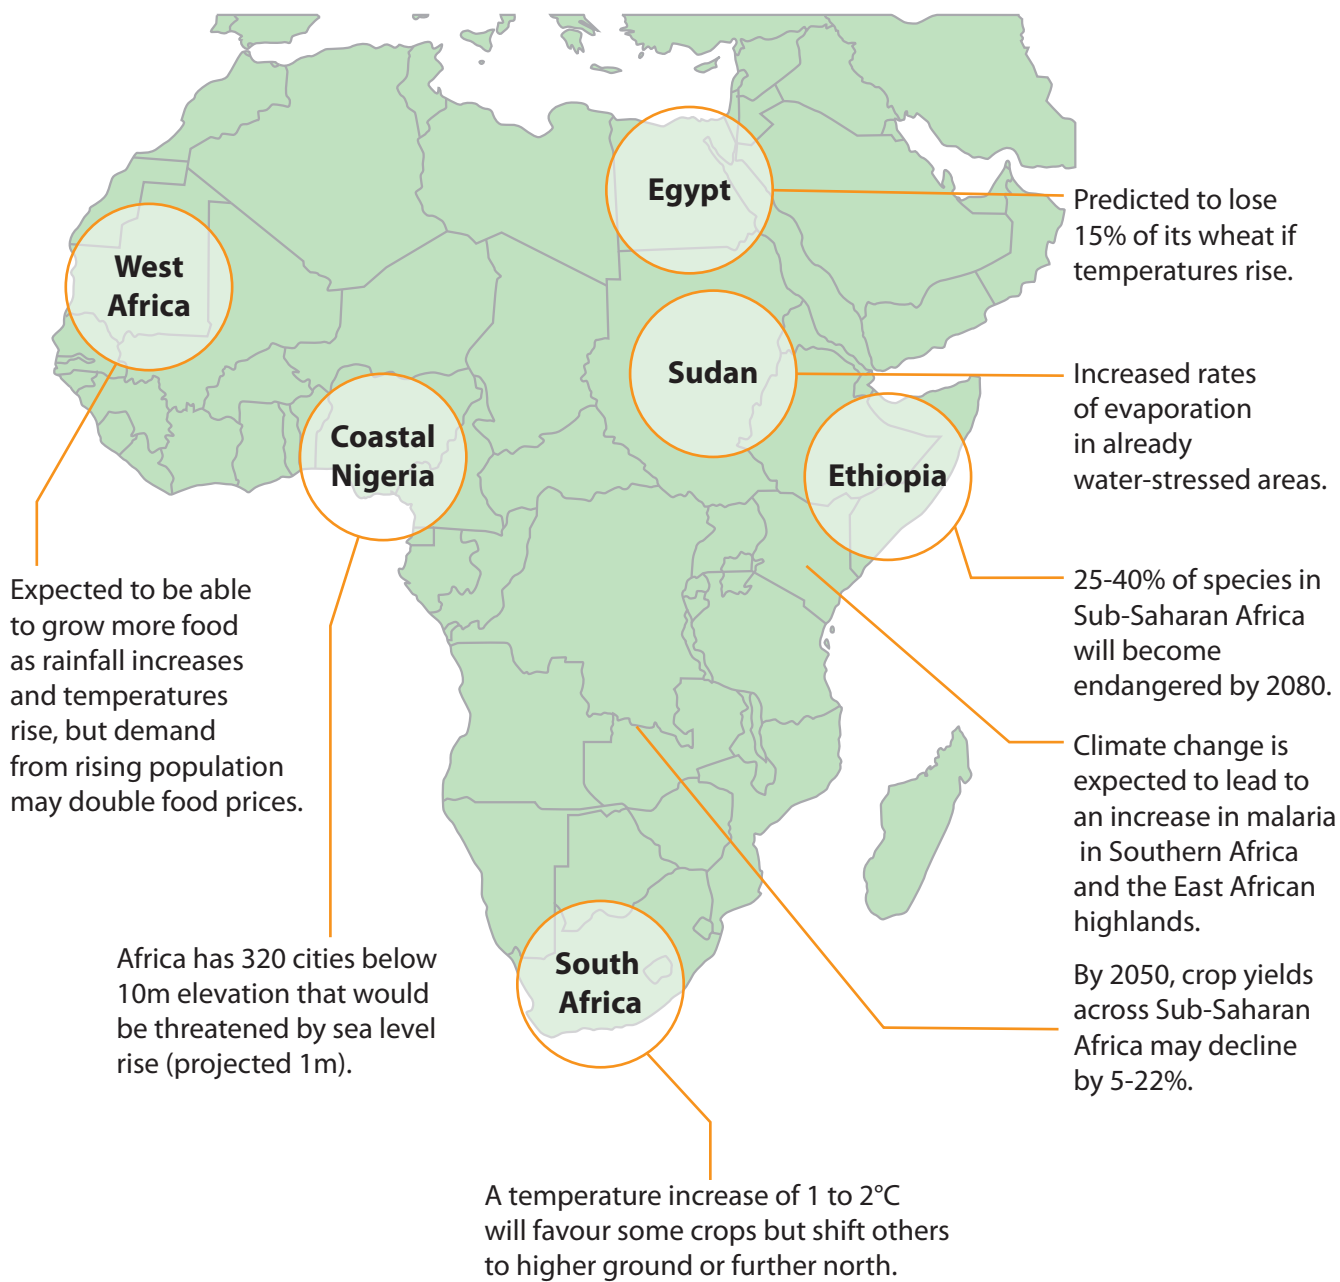 Egypt
Predicted to lose
15% of its wheat if
temperatures rise.
West
Africa
Sudan
Increased rates
of evaporation
in already
water-stressed areas.
Coastal
Nigeria
Ethiopia
Expected to be able
to grow more food
as rainfall increases
and temperatures
rise, but demand
from rising population
may double food prices.
25-40% of species in
Sub-Saharan Africa
will become
endangered by 2080.
Climate change is
expected to lead to
an increase in malaria
in Southern Africa
and the East African
highlands.
Africa has 320 cities below
10m elevation that would
be threatened by sea level
rise (projected 1m).
South
Africa
By 2050, crop yields
across Sub-Saharan
Africa may decline
by 5-22%.
A temperature increase of 1 to 2°C
will favour some crops but shift others
to higher ground or further north.